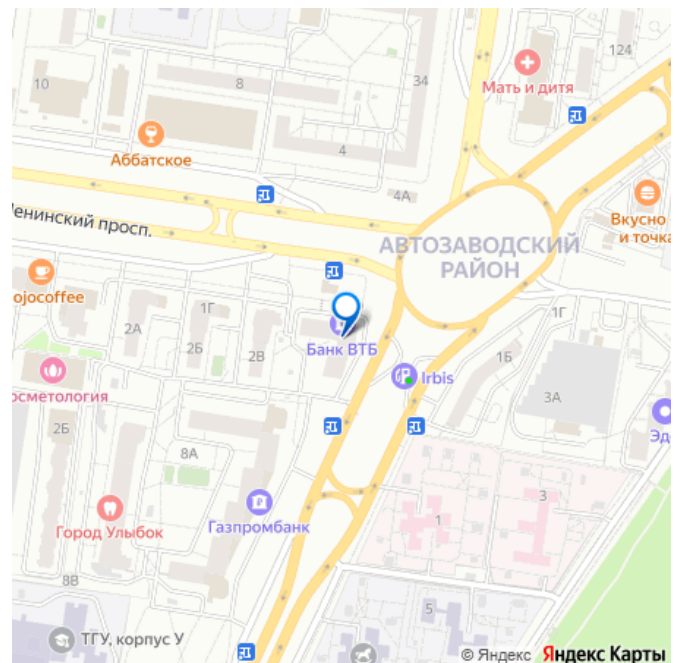 124
34
10
8
Мать и дитя
4
Аббатское
4А
Вкусно
и точка
Ленинский просп.
АВТОЗАВОДСКИЙ
РАЙОН
ojocoffee
1Г
1Г
2А
2Б
2В
Банк ВТБ
1Б
Irbis
3А
осметология
2Б
Эд
8А
3
Газпромбанк
1
Город Улыбок
8В
5
ТГУ, корпус У
© Яндекс Яндекс Карты